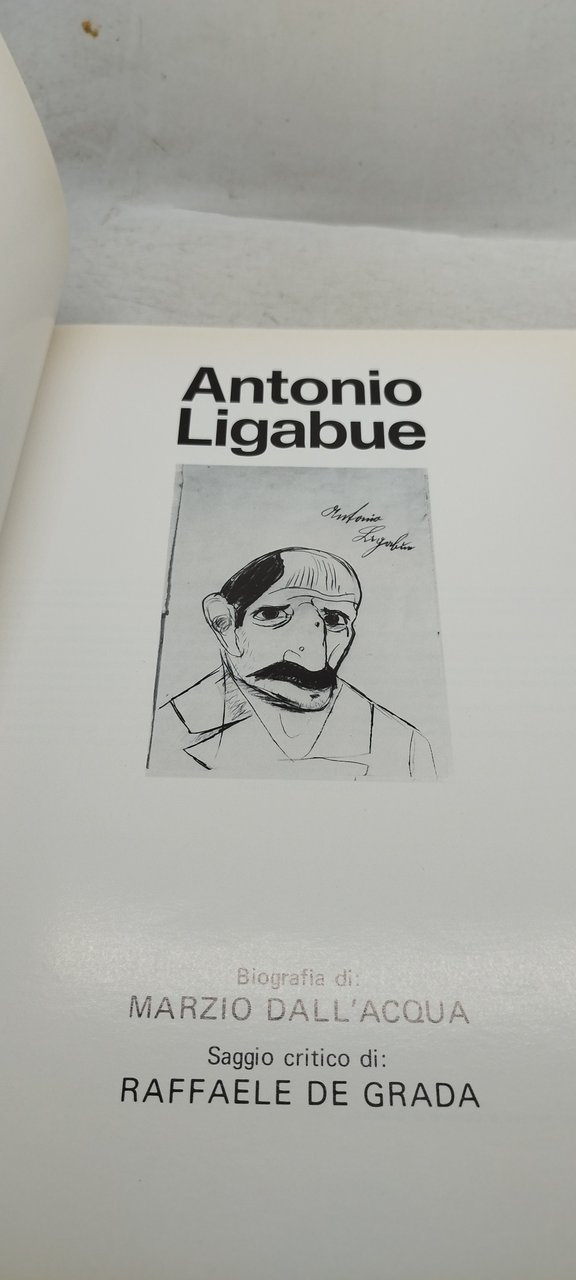 Antonio
Ligabue
Antonio
Ligabue
Biografia di:
MARZIO DALL'ACQUA
Saggio critico di:
RAFFAELE DE GRADA